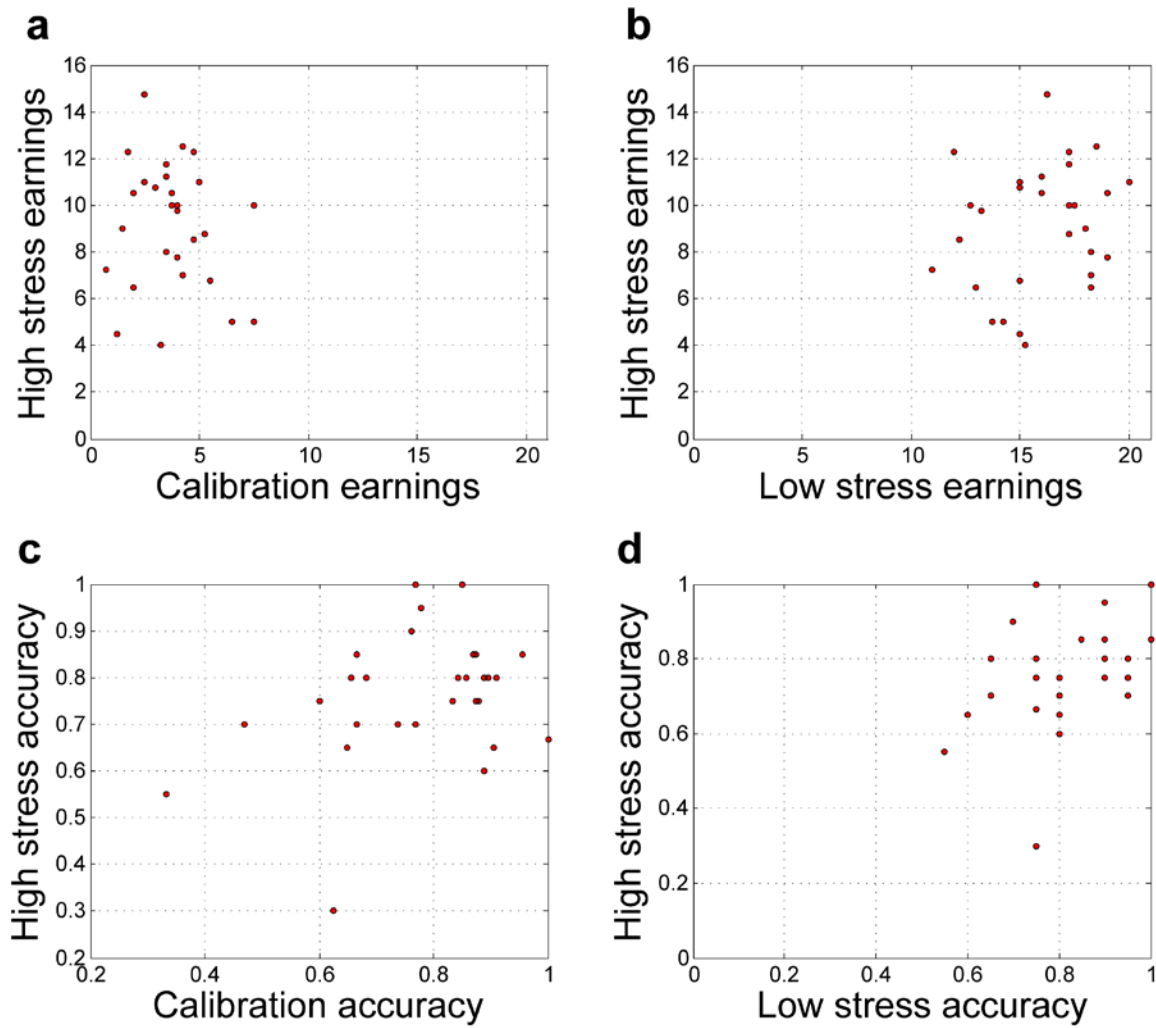 a
High stress earnings
16
14
12
10
8
6
4
2
0
0 5 10 15 20
Calibration earnings
b
High stress earnings
16
14
12
10
8
6
4
2
0
0 5 10 15 20
Low stress earnings
c
High stress accuracy
1
0.9
0.8
0.7
0.6
0.5
0.4
0.3
0.2
0.2 0.4 0.6 0.8 1
Calibration accuracy
d
High stress accuracy
1
0.8
0.6
0.4
0.2
0
0 0.2 0.4 0.6 0.8 1
Low stress accuracy